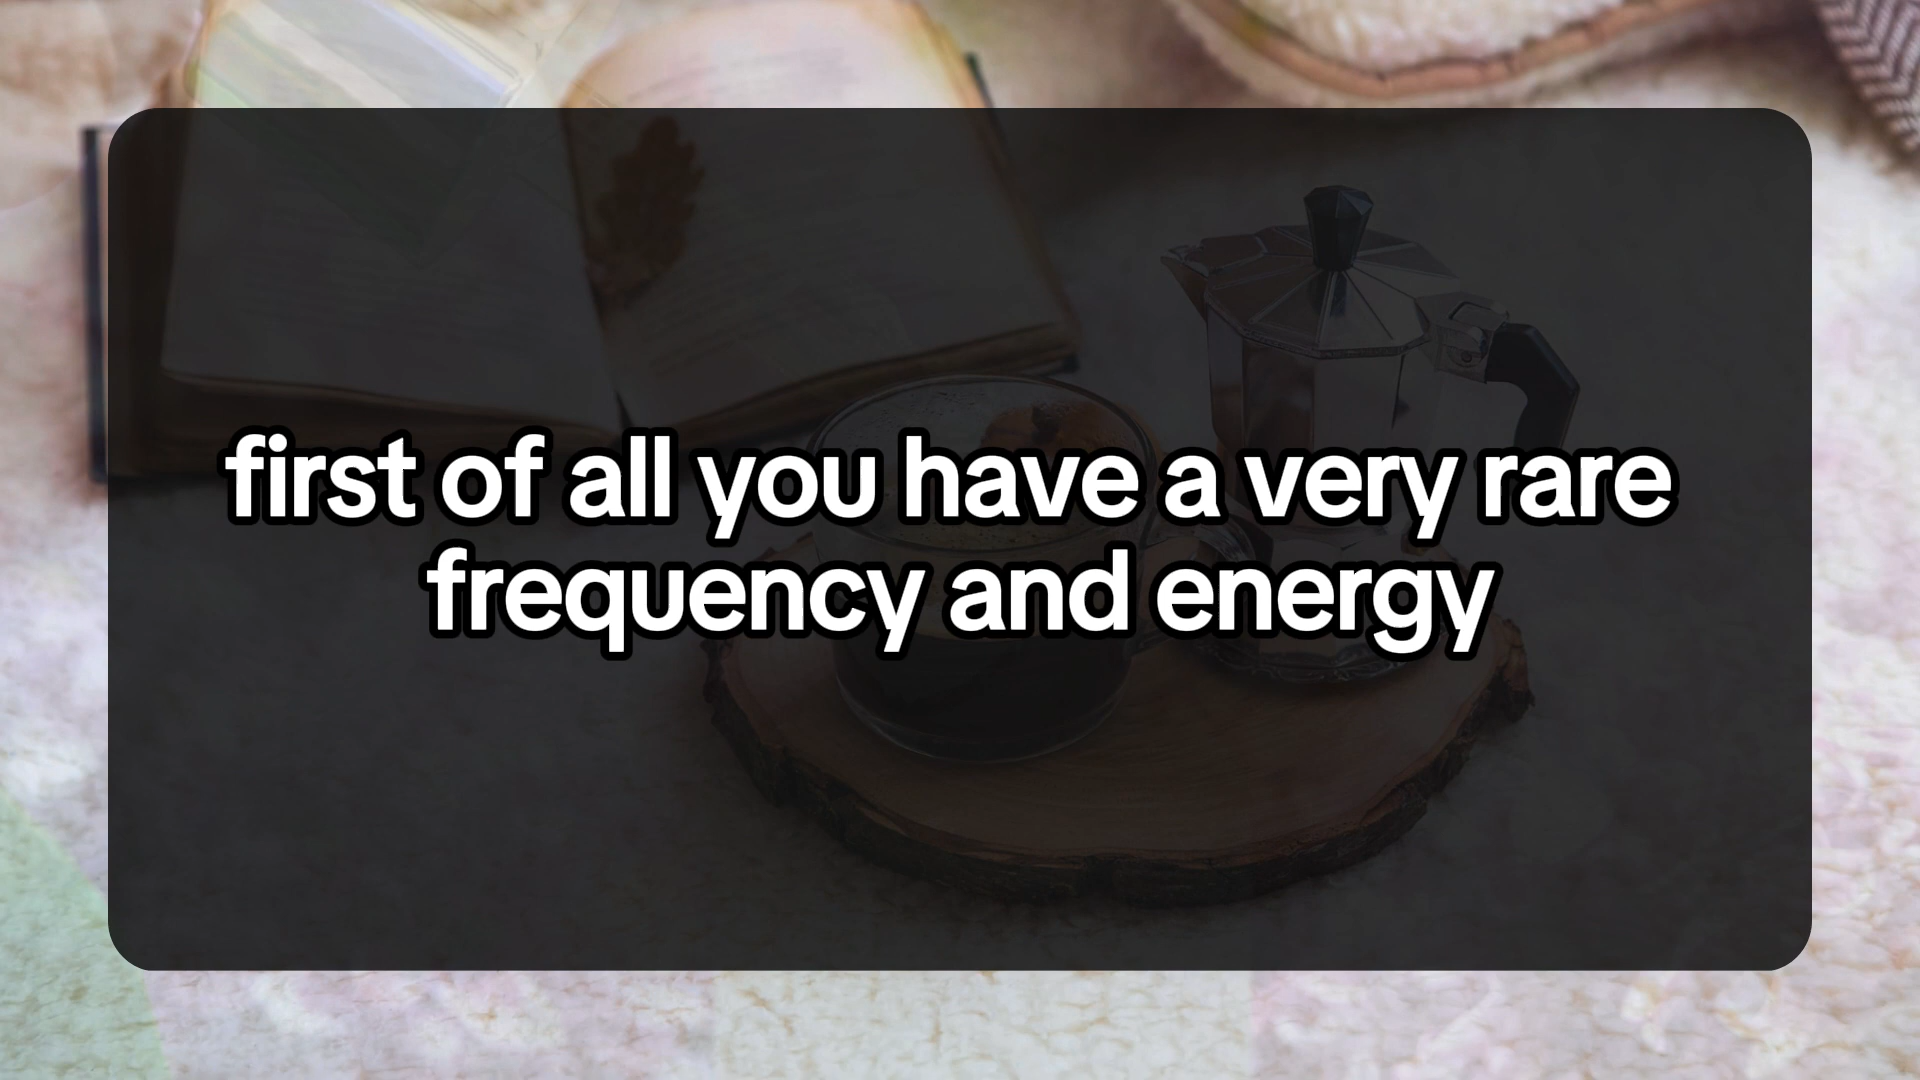 first of all you have a very rare
frequency and energy